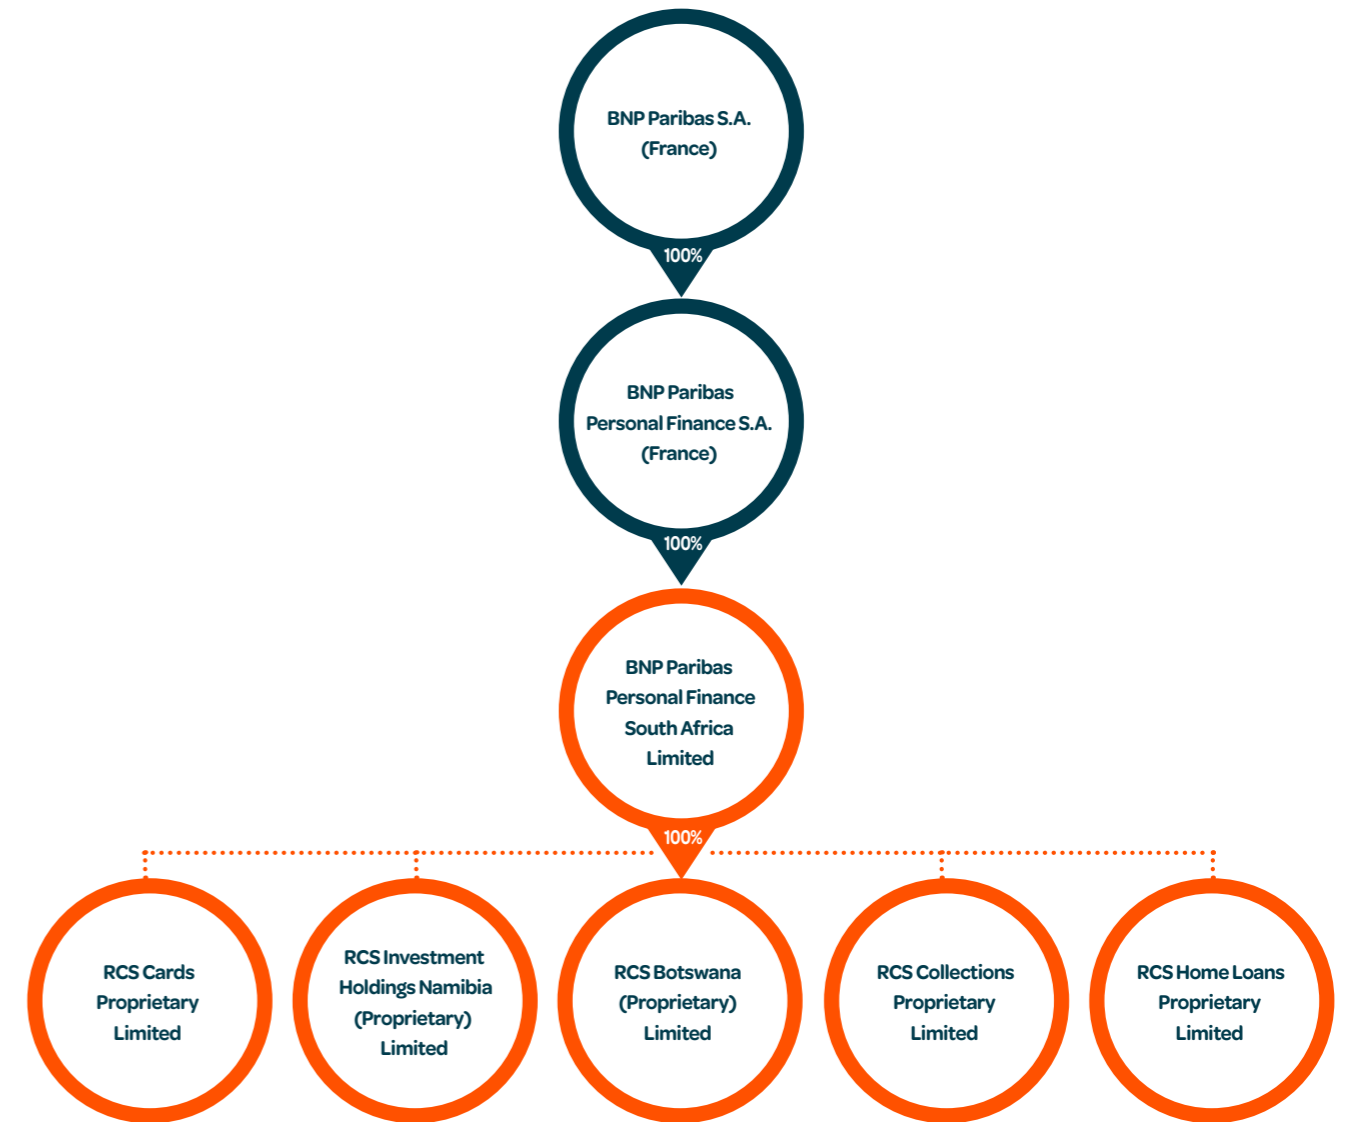 BNP Paribas S.A.
(France)
100%
BNP Paribas
Personal Finance S.A.
(France)
100%
BNP Paribas
Personal Finance
South Africa
Limited
100%
RCS Cards
Proprietary
Limited
RCS Investment
Holdings Namibia
(Proprietary)
Limited
RCS Botswana
(Proprietary)
Limited
RCS Collections
Proprietary
Limited
RCS Home Loans
Proprietary
Limited